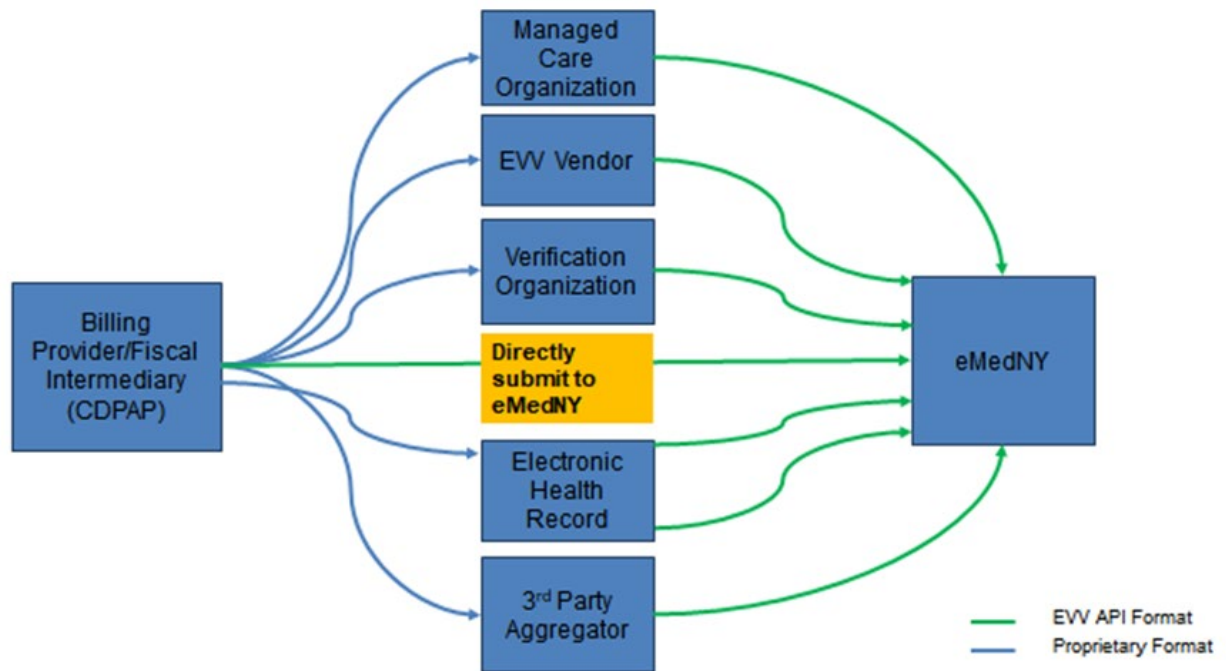 Managed
Care
Organization
EVV Vendor
Verification
Organization
Billing
Provider/Fiscal
Intermediary
(CDPAP)
Directly
submit to
eMedNY
eMedNY
Electronic
Health
Record
3rd Party
Aggregator
EVV API Format
Proprietary Format